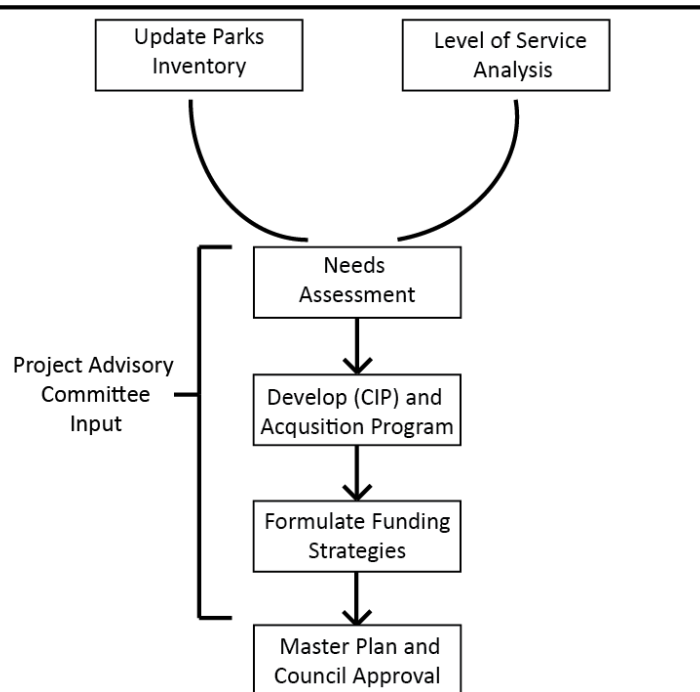 Update Parks
Inventory
Level of Service
Analysis
Needs
Assessment
Project Advisory
Committee
Input
Develop (CIP) and
Acqusition Program
Formulate Funding
Strategies
Master Plan and
Council Approval